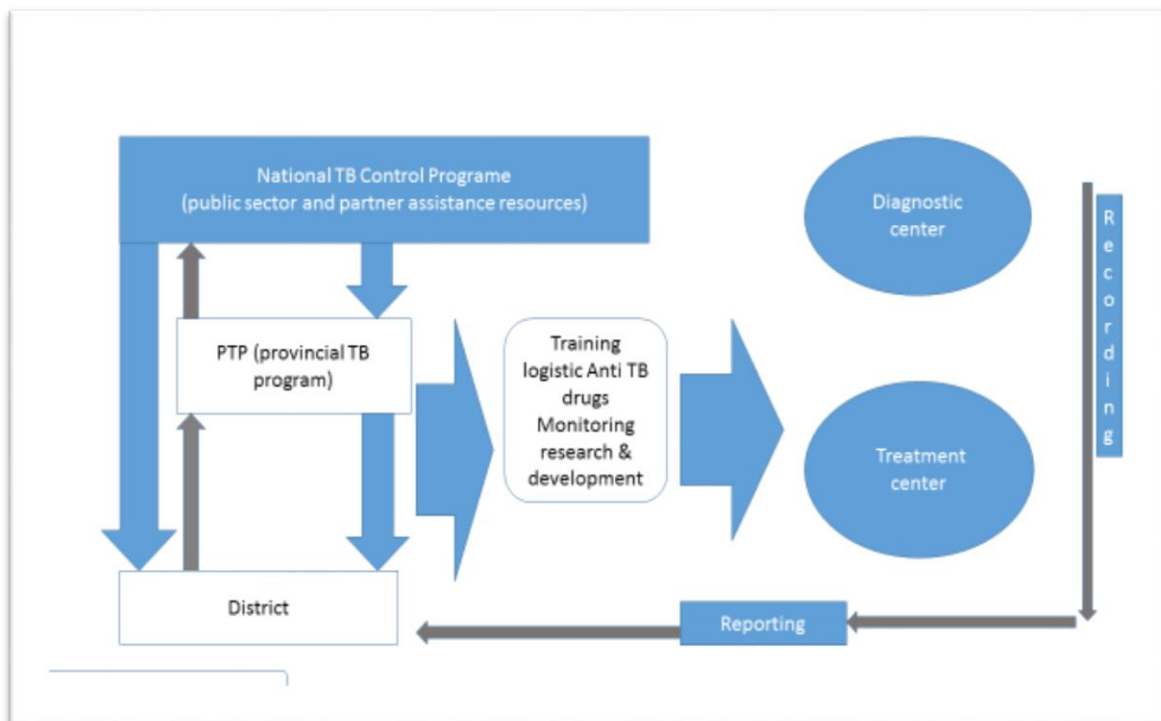 National TB Control Programe
(public sector and partner assistance resources)
PTP (provincial TB
program)
District
Training
logistic Anti TB
drugs
Monitoring
research &
development
Diagnostic
center
Treatment
center
Recording
Reporting